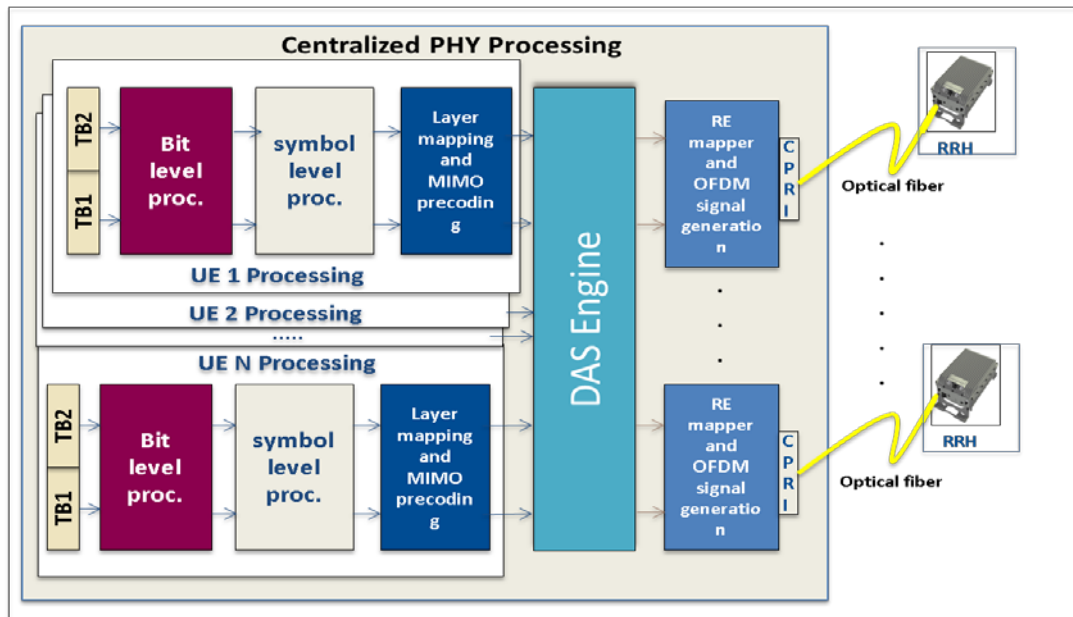 Centralized PHY Processing
TB2
TB1
Bit
level
proc.
symbol
level
proc.
Layer
mapping
and
MIMO
precodin
g
UE 1 Processing
UE 2 Processing
.....
UE N Processing
TB2
TB1
Bit
level
proc.
symbol
level
proc.
Layer
mapping
and
MIMO
precodin
g
DAS Engine
RE
mapper
and
OFDM
signal
generatio
n
C
P
R
I
RRH
Optical fiber
RE
mapper
and
OFDM
signal
generatio
n
C
P
R
I
RRH
Optical fiber